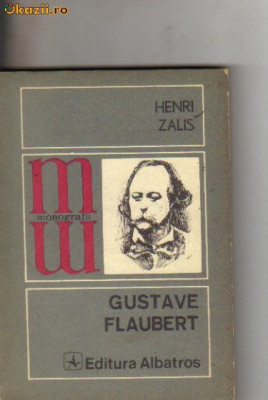 Okazii.ro
HENRI
ZALIS
m
monografii
m
GUSTAVE
FLAUBERT
Editura Albatros